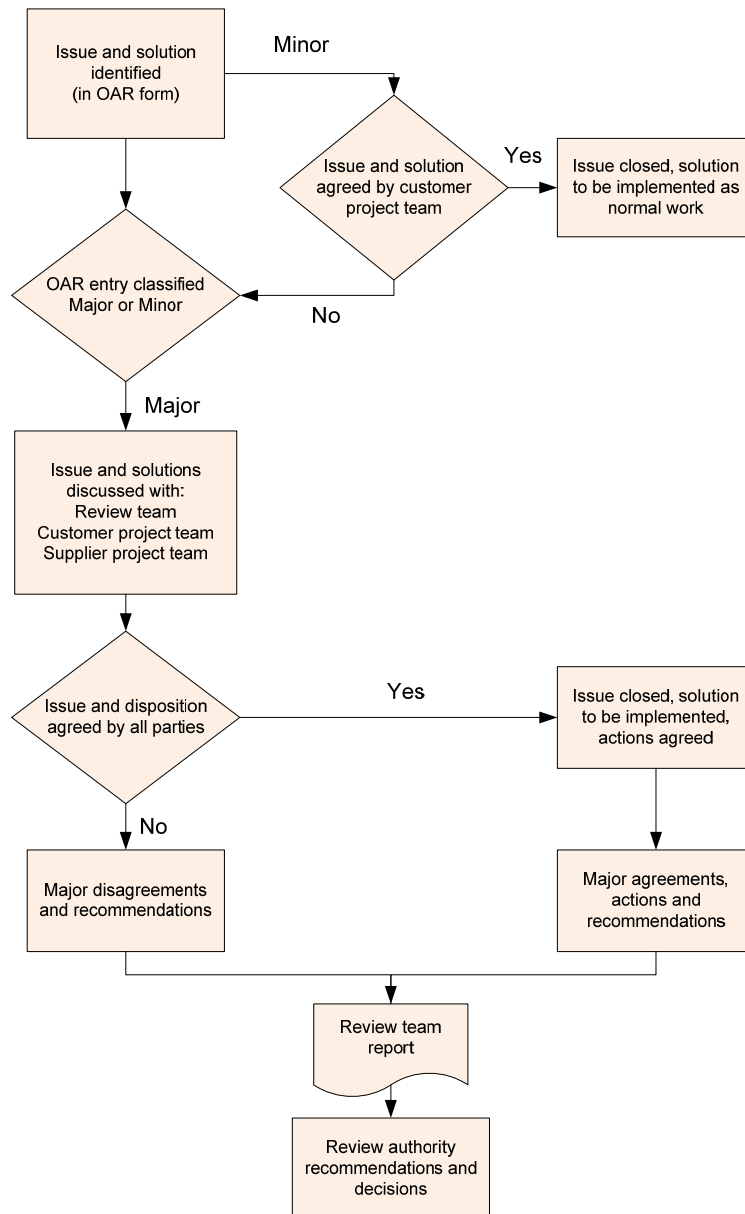 Issue and solution
identified
(in OAR form)
Minor
Issue and solution
agreed by customer
project team
Yes
Issue closed, solution
to be implemented as
normal work
No
OAR entry classified
Major or Minor
Major
Issue and solutions
discussed with:
Review team
Customer project team
Supplier project team
Issue and disposition
agreed by all parties
Yes
Issue closed, solution
to be implemented,
actions agreed
No
Major disagreements
and recommendations
Major agreements,
actions and
recommendations
Review team
report
Review authority
recommendations and
decisions